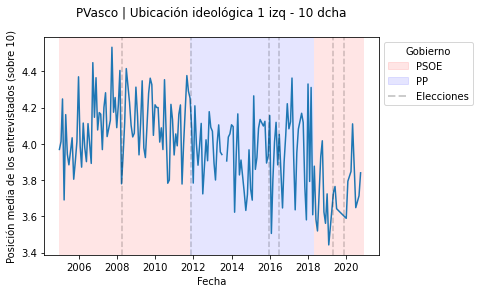 PVasco | Ubicación ideológica 1 izq - 10 dcha
Posición media de los entrevistados (sobre 10)
4.4
4.2
4.0
3.8
3.6
3.4
2006 2008 2010 2012 2014 2016 2018 2020
Fecha
Gobierno
PSOE
PP
Elecciones